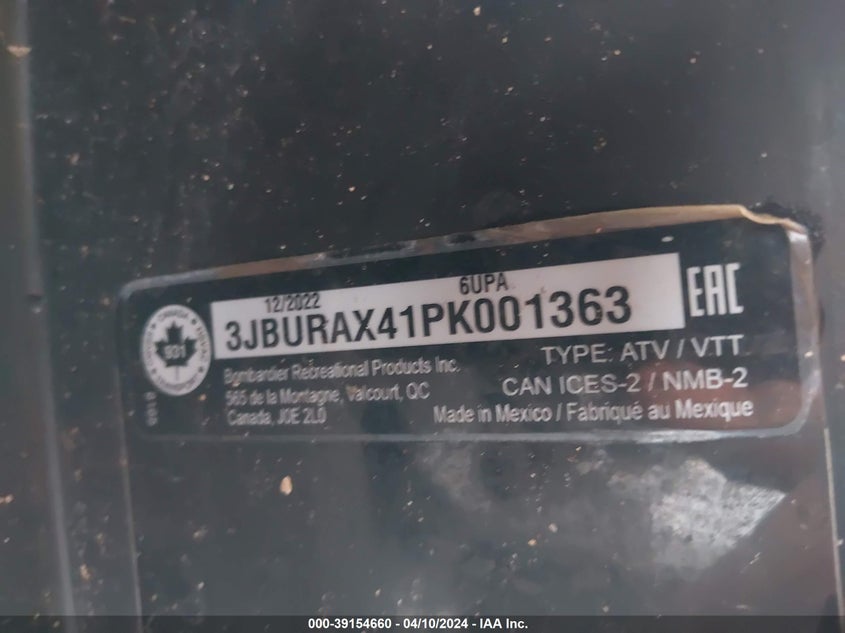 12/2022 6UPA
3JBURAX41PK001363
EAC
CANADA
901
Bombardier Recreational Products Inc.
565 de la Montagne, Valcourt, QC
Canada, J0E 2L0
TYPE: ATV / VTT
CAN ICES-2 / NMB-2
Made in Mexico / Fabriqué au Mexique
000-39154660 - 04/10/2024 - IAA Inc.